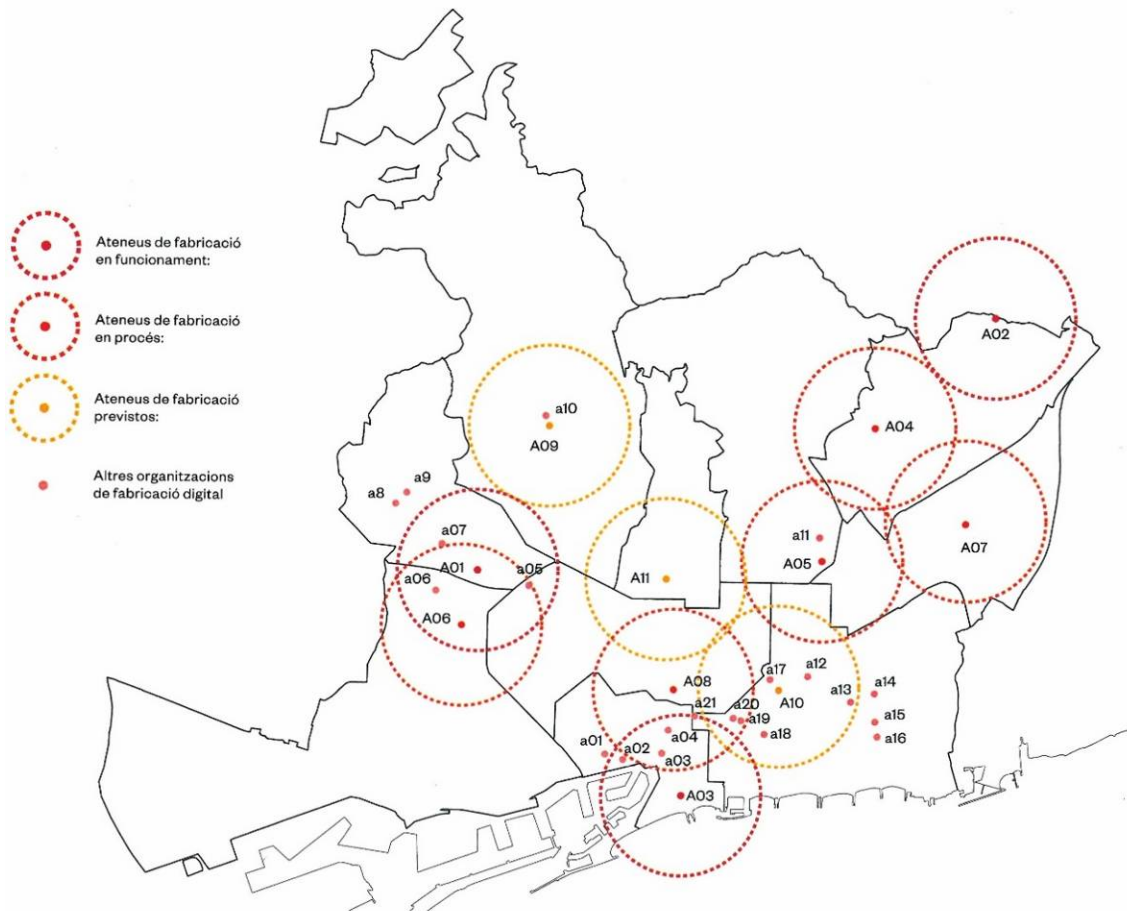 Ateneus de fabricació
en funcionament:
Ateneus de fabricació
en procés:
Ateneus de fabricació
previstos:
Altres organitzacions
de fabricació digital
A02
a10
A04
A09
a9
a8
A07
a11
a07
A05
A01
a05
A11
a06
A06
a17
a12
A08
A10
a14
a13
a21
a20
a19
a15
a04
a18
a16
a01
a02
a03
A03